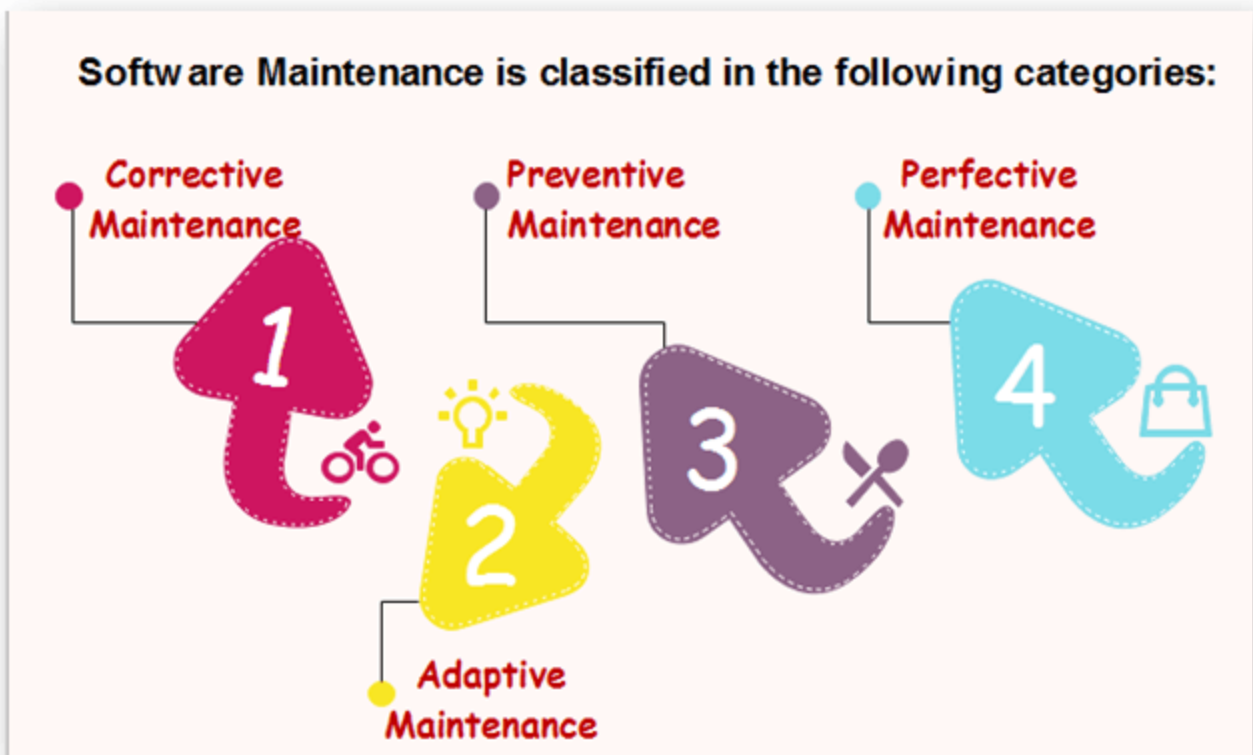 Software Maintenance is classified in the following categories:
Corrective
Maintenance
1
Adaptive
Maintenance
2
Preventive
Maintenance
3
Perfective
Maintenance
4